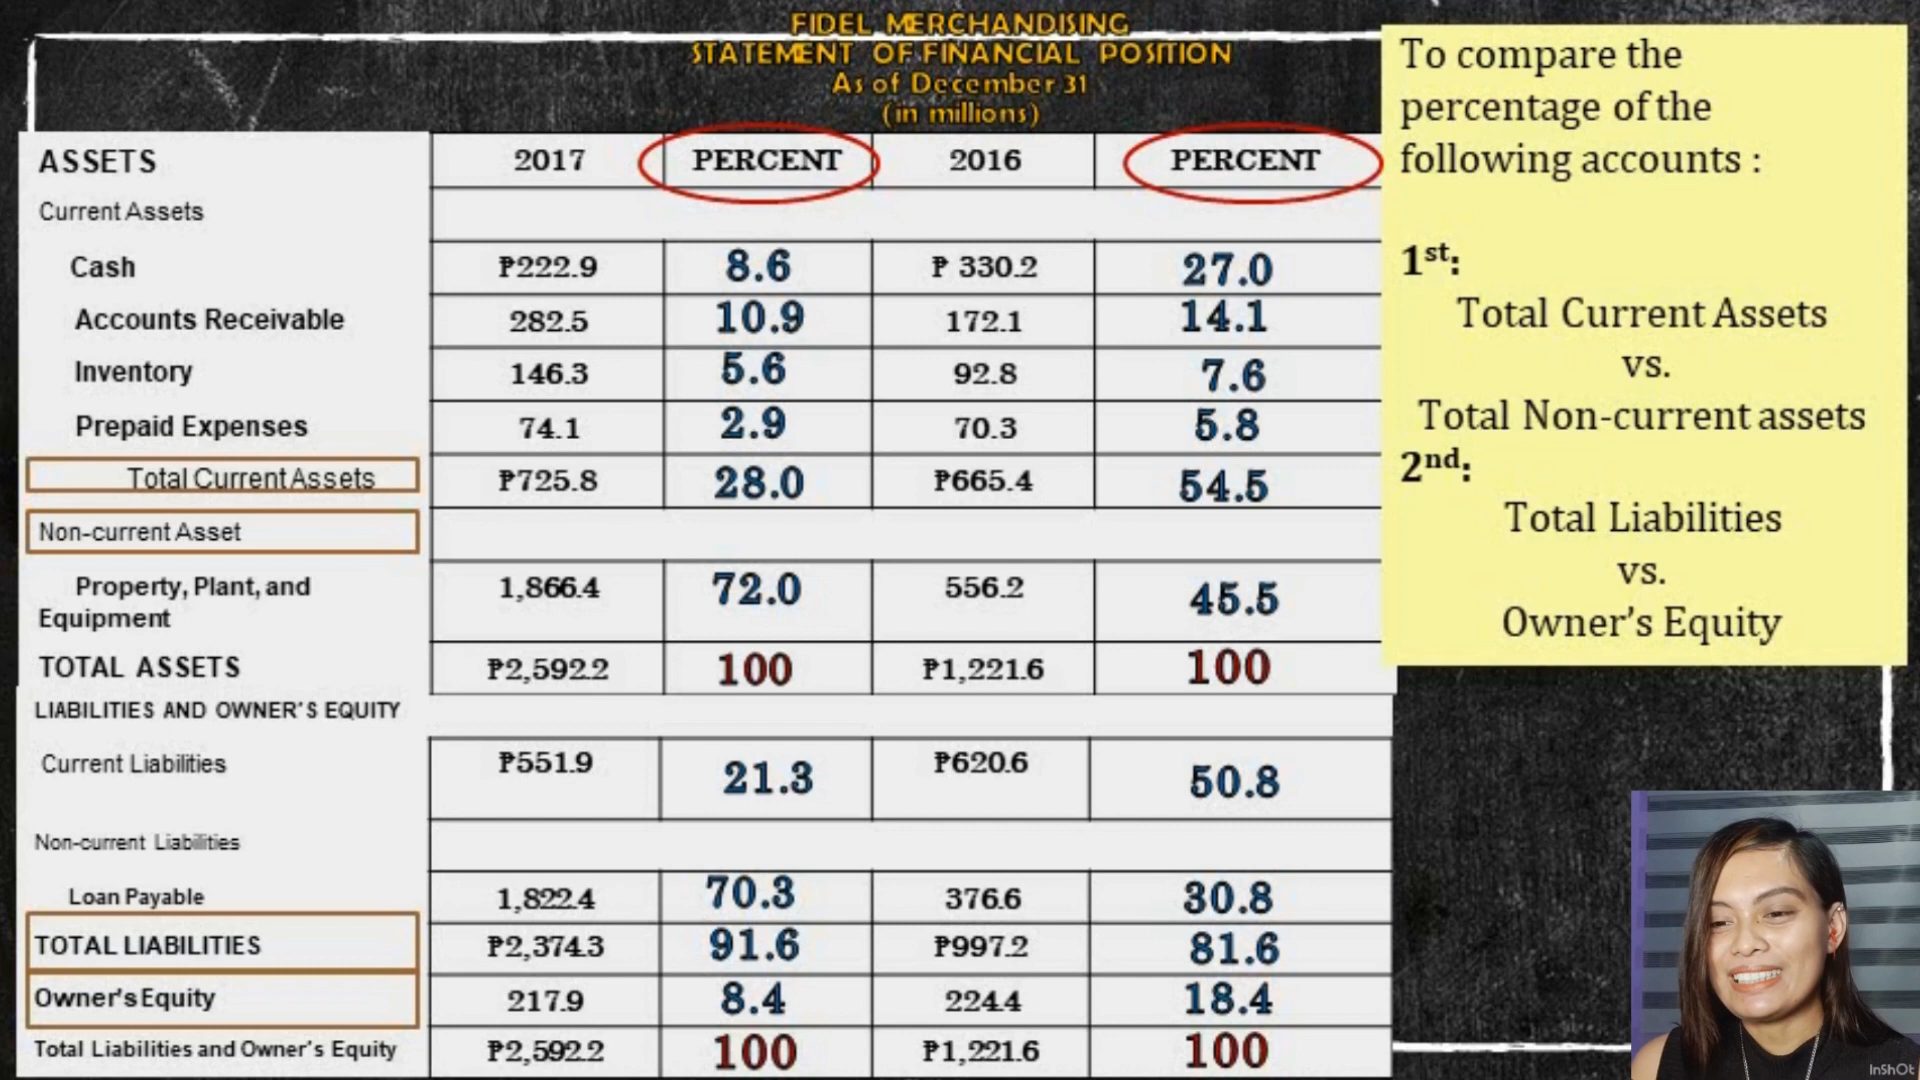 FIDEL MERCHANDISING
STATEMENT OF FINANCIAL POSITION
As of December 31
(in millions)
ASSETS 2017 PERCENT 2016 PERCENT
Current Assets
Cash ₱222.9 8.6 ₱ 330.2 27.0
Accounts Receivable 282.5 10.9 172.1 14.1
Inventory 146.3 5.6 92.8 7.6
Prepaid Expenses 74.1 2.9 70.3 5.8
Total Current Assets ₱725.8 28.0 ₱665.4 54.5
Non-current Asset
Property, Plant, and 1,866.4 72.0 556.2 45.5
Equipment
TOTAL ASSETS ₱2,592.2 100 ₱1,221.6 100
LIABILITIES AND OWNER'S EQUITY
Current Liabilities ₱551.9 21.3 ₱620.6 50.8
Non-current Liabilities
Loan Payable 1,822.4 70.3 376.6 30.8
TOTAL LIABILITIES ₱2,374.3 91.6 ₱997.2 81.6
Owner's Equity 217.9 8.4 224.4 18.4
Total Liabilities and Owner's Equity ₱2,592.2 100 ₱1,221.6 100
To compare the
percentage of the
following accounts :
1st:
Total Current Assets
vs.
Total Non-current assets
2nd:
Total Liabilities
vs.
Owner's Equity
InShOt